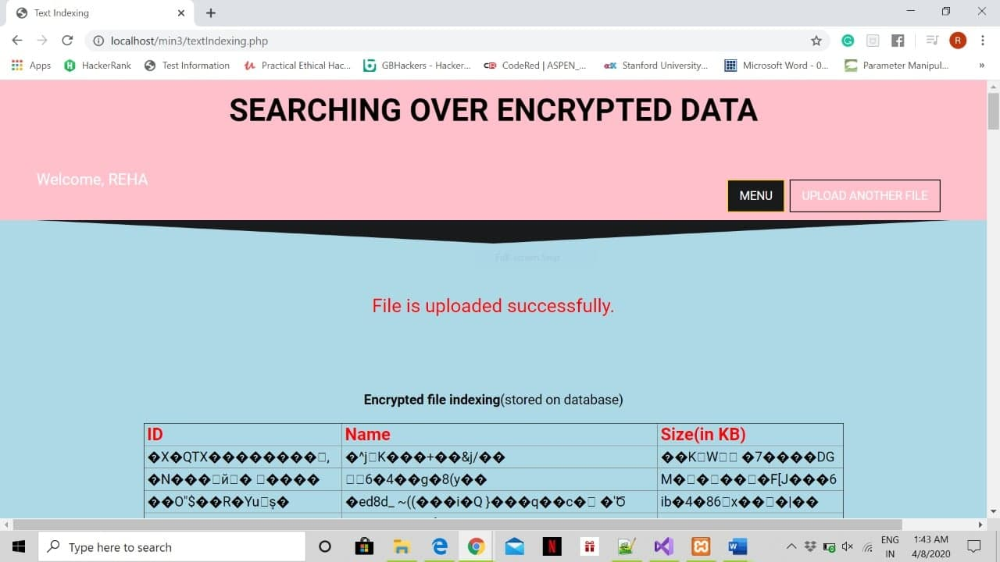 Text Indexing
localhost/min3/textIndexing.php
R
Apps HackerRank Test Information Practical Ethical Hac... GBHackers - Hacker... CodeRed | ASPEN_... Stanford University... Microsoft Word - 0... Parameter Manipul... »
SEARCHING OVER ENCRYPTED DATA
Welcome, REHA
MENU UPLOAD ANOTHER FILE
Full-screen Snip
File is uploaded successfully.
Encrypted file indexing(stored on database)
ID Name Size(in KB)
�X�QTX��������□, �^j□K���+��&j/�� ��K□W□□ �7����DG
�N���□й□� □���� □□6�4��g�8(y�� M�□�□��□�F[J���6
��O"$��R�Yu□ș� �ed8d_ ~((���i�Q }���q��c�□ �'Ծ ib�4�86□x��□�|��
Type here to search
ENG 1:43 AM
IN 4/8/2020